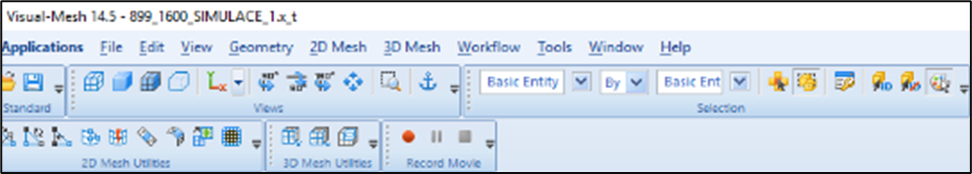 Visual-Mesh 14.5 - 899_1600_SIMULACE_1.x_t
Applications File Edit View Geometry 2D Mesh 3D Mesh Workflow Tools Window Help
Basic Entity By Basic Ent
Standard Views Selection
2D Mesh Utilities 3D Mesh Utilities Record Movie